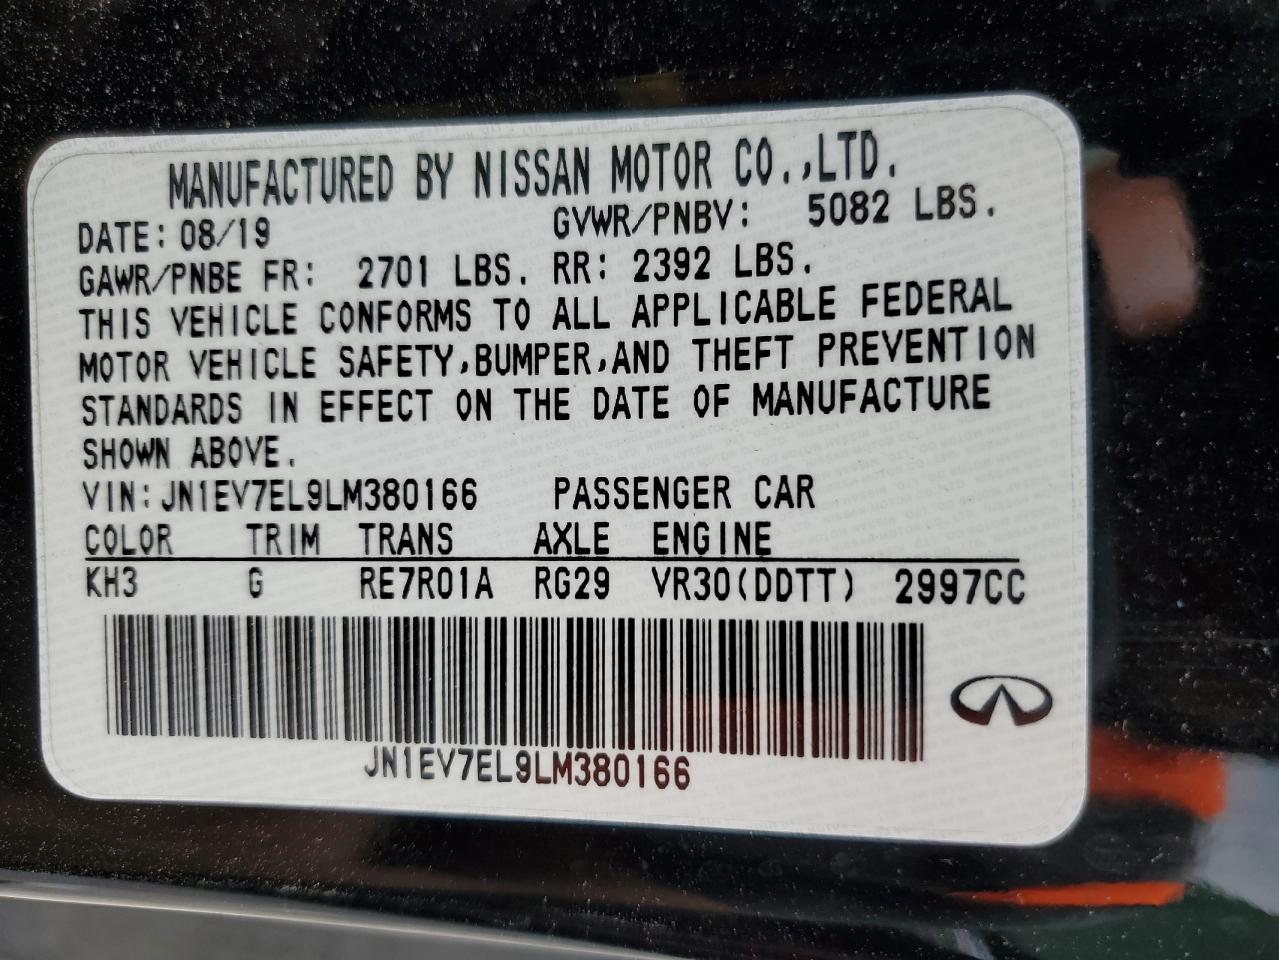 MANUFACTURED BY NISSAN MOTOR CO.,LTD.
DATE: 08/19 GVWR/PNBV: 5082 LBS.
GAWR/PNBE FR: 2701 LBS. RR: 2392 LBS.
THIS VEHICLE CONFORMS TO ALL APPLICABLE FEDERAL
MOTOR VEHICLE SAFETY,BUMPER,AND THEFT PREVENTION
STANDARDS IN EFFECT ON THE DATE OF MANUFACTURE
SHOWN ABOVE.
VIN:JN1EV7EL9LM380166 PASSENGER CAR
COLOR TRIM TRANS AXLE ENGINE
KH3 G RE7R01A RG29 VR30(DDTT) 2997CC
JN1EV7EL9LM380166